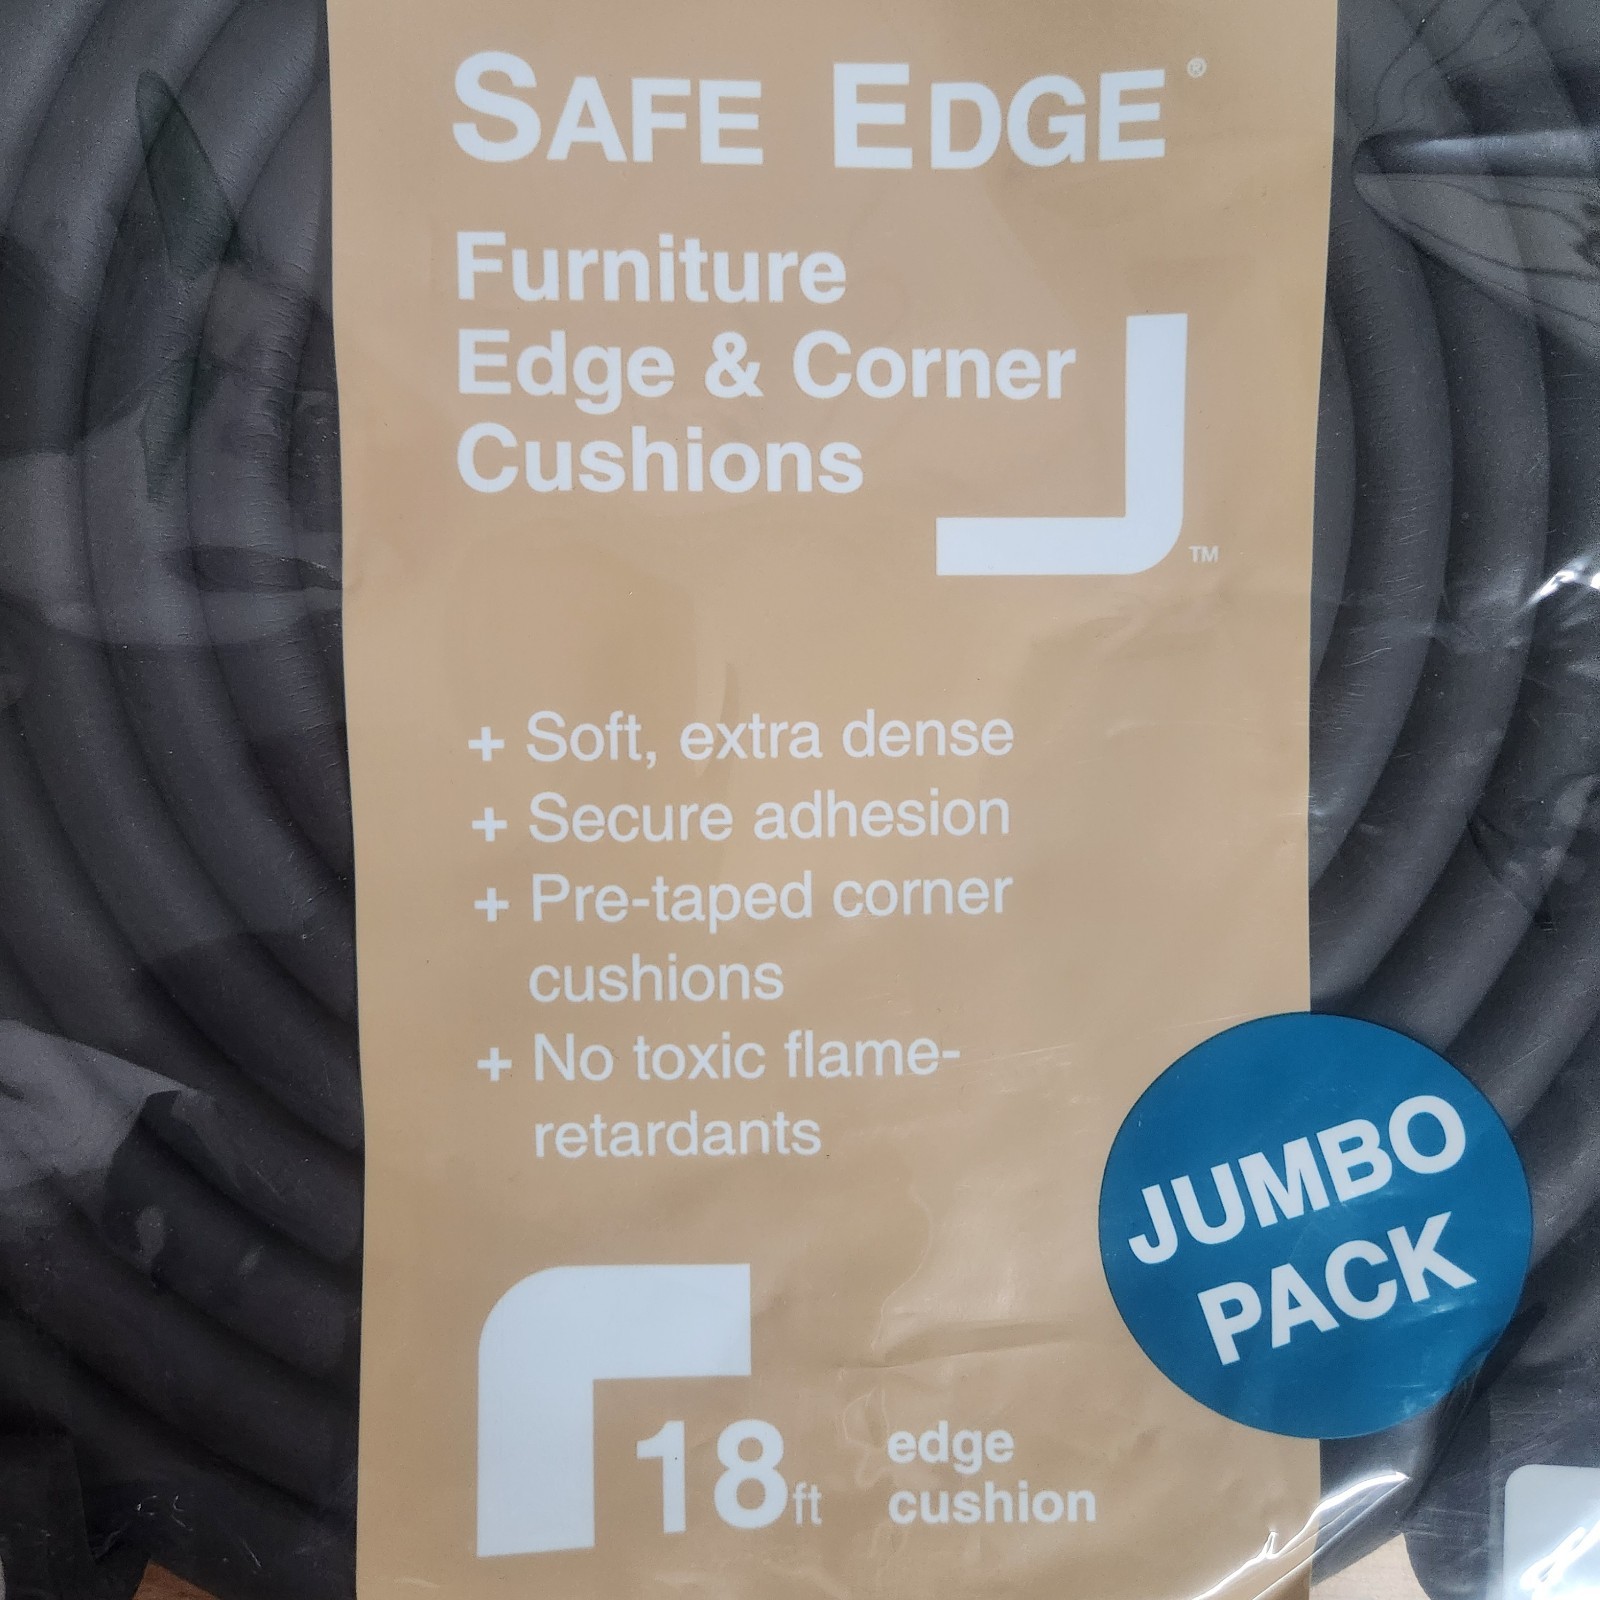 SAFE EDGE®
Furniture
Edge & Corner
Cushions
™
+ Soft, extra dense
+ Secure adhesion
+ Pre-taped corner
cushions
+ No toxic flame-
retardants
JUMBO
PACK
18ft
edge
cushion